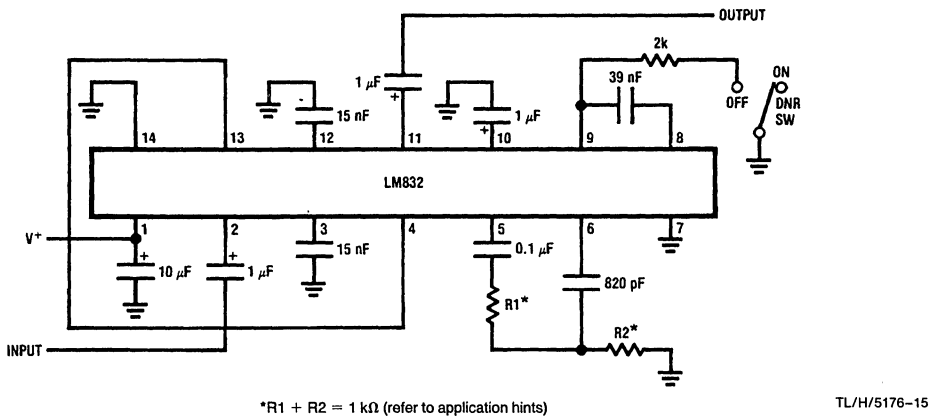 OUTPUT
2k
39 nF
ON
OFF
DNR
SW
1 μF
+
15 nF
1 μF
+
14
13
12
11
10
9
8
LM832
1
2
3
4
5
6
7
V+
+
10 μF
+
1 μF
15 nF
0.1 μF
820 pF
R1*
R2*
INPUT
*R1 + R2 = 1 kΩ (refer to application hints)
TL/H/5176–15